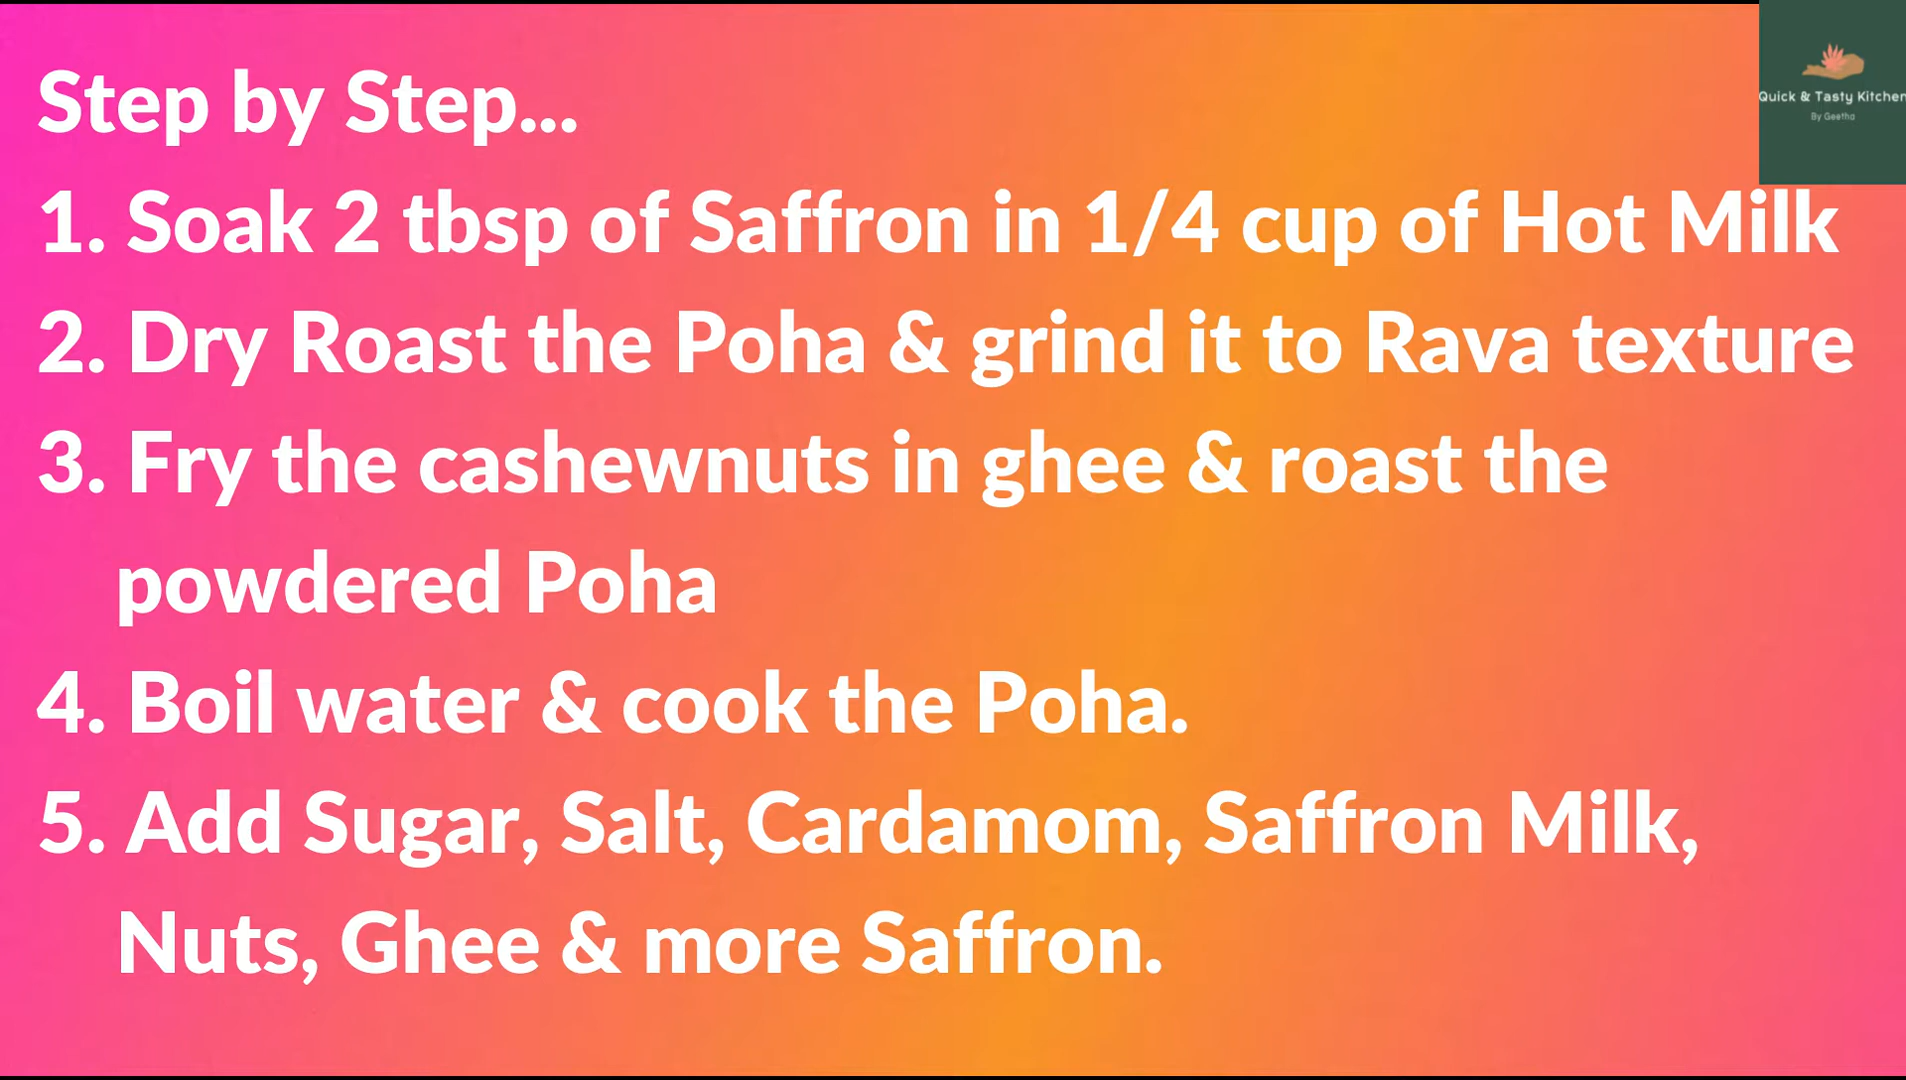 Step by Step...
Quick & Tasty Kitchen
By Geetha
1. Soak 2 tbsp of Saffron in 1/4 cup of Hot Milk
2. Dry Roast the Poha & grind it to Rava texture
3. Fry the cashewnuts in ghee & roast the
powdered Poha
4. Boil water & cook the Poha.
5. Add Sugar, Salt, Cardamom, Saffron Milk,
Nuts, Ghee & more Saffron.